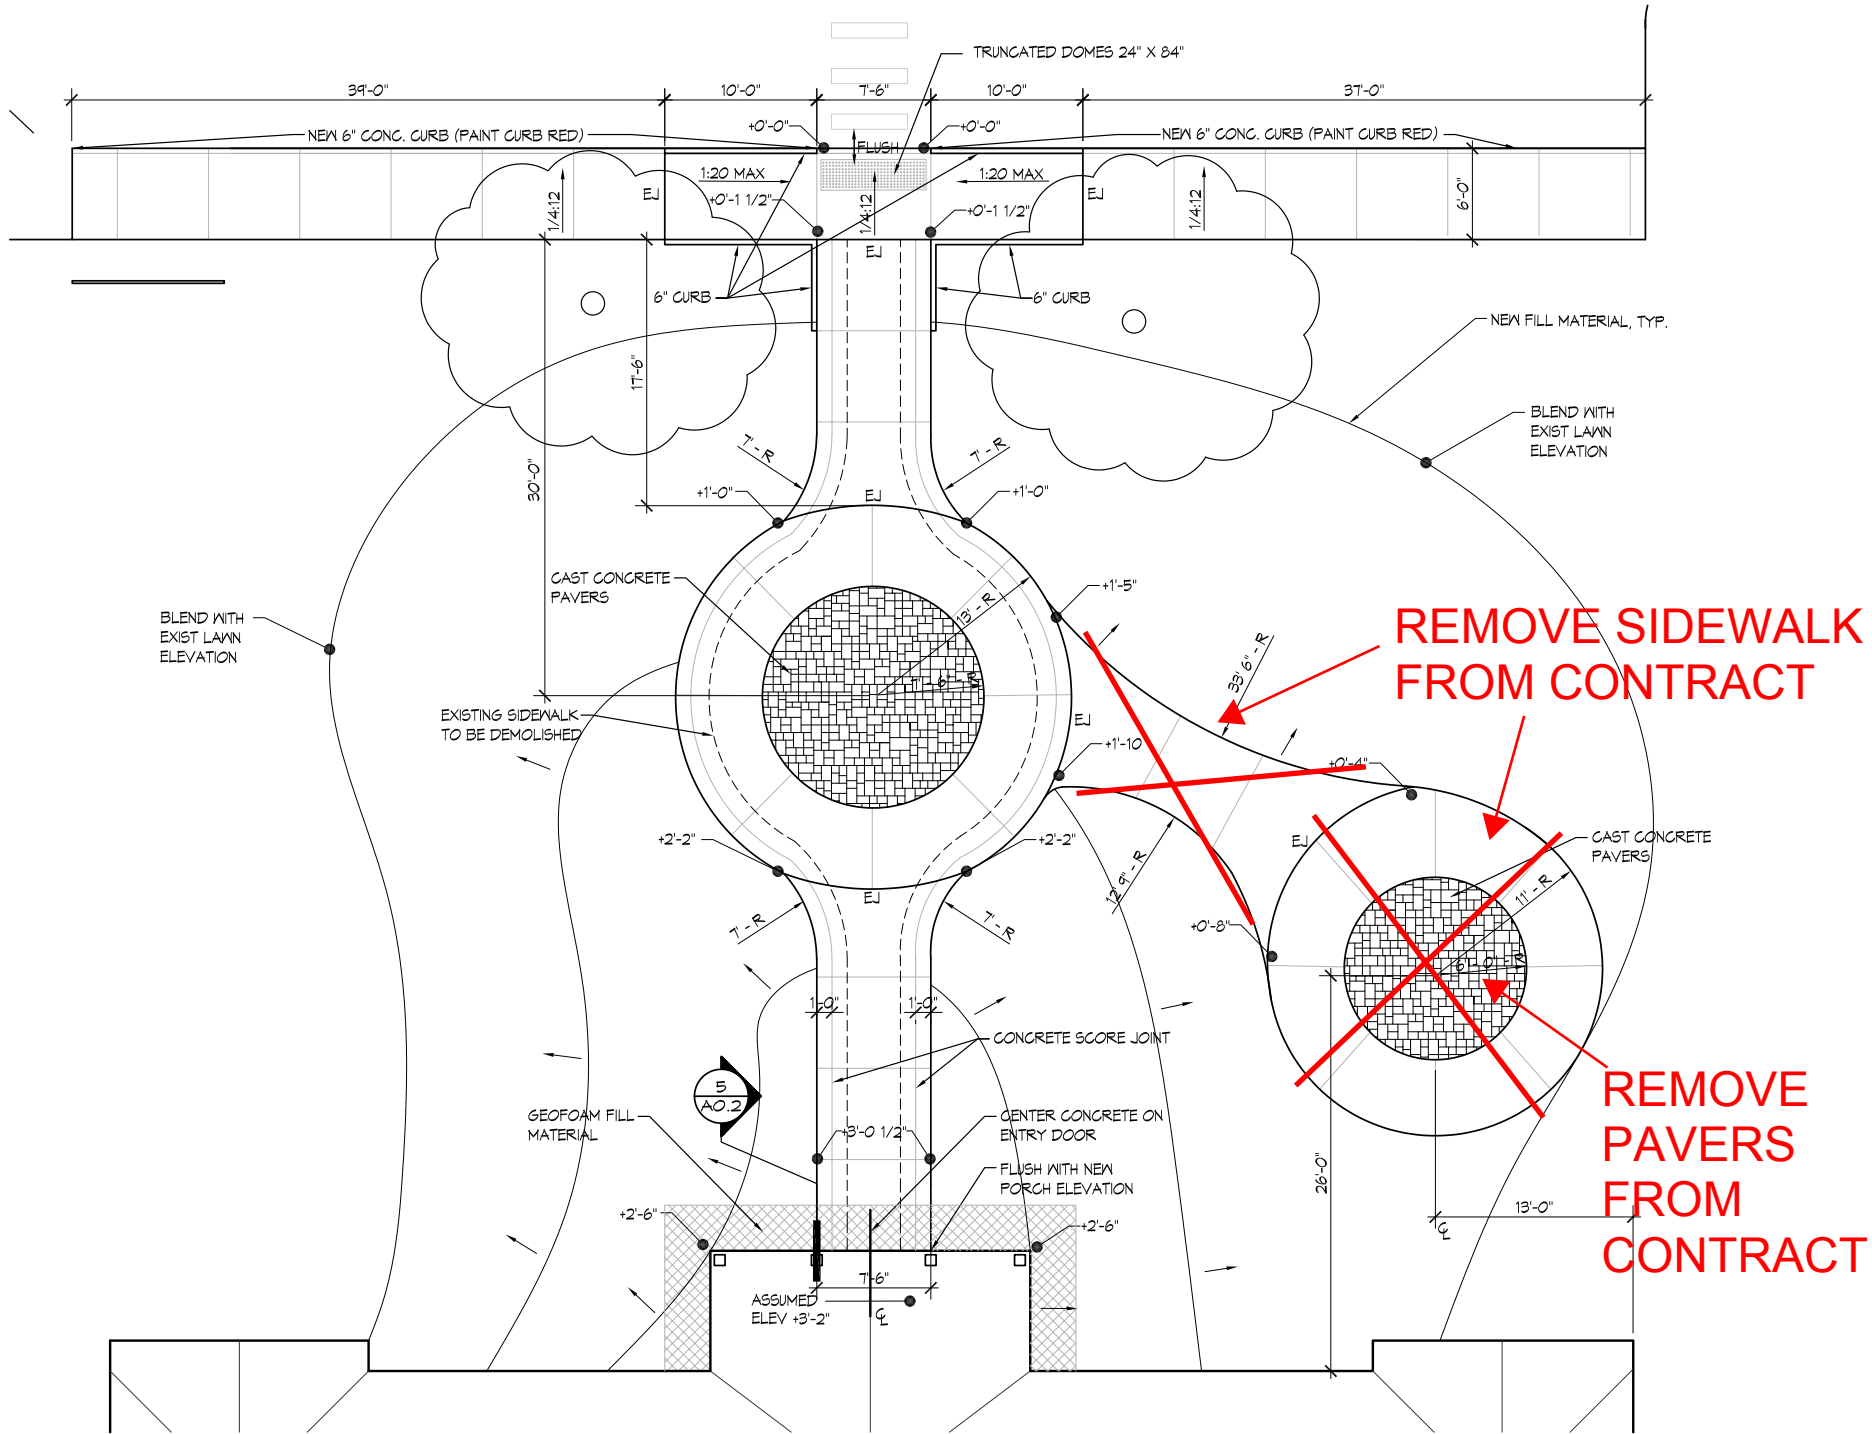 TRUNCATED DOMES 24" X 84"
39'-0"
10'-0"
7'-6"
10'-0"
37'-0"
NEW 6" CONC. CURB (PAINT CURB RED)
+0'-0"
+0'-0"
NEW 6" CONC. CURB (PAINT CURB RED)
FLUSH
1:20 MAX
1:20 MAX
EJ
EJ
1/4:12
1/4:12
1/4:12
6'-0"
+0'-1 1/2"
+0'-1 1/2"
EJ
6" CURB
6" CURB
NEW FILL MATERIAL, TYP.
17'-6"
30'-0"
BLEND WITH
EXIST LAWN
ELEVATION
7' - R
7' - R
+1'-0"
EJ
+1'-0"
CAST CONCRETE
PAVERS
+1'-5"
13' - R
7' - 6" - R
BLEND WITH
EXIST LAWN
ELEVATION
REMOVE SIDEWALK
FROM CONTRACT
33' 6" - R
EXISTING SIDEWALK
TO BE DEMOLISHED
EJ
+1'-10
+0'-4"
+2'-2"
+2'-2"
EJ
EJ
CAST CONCRETE
PAVERS
12' 9" - R
11' - R
7' - R
7' - R
+0'-8"
6' - 0" - R
1'-0"
1'-0"
CONCRETE SCORE JOINT
REMOVE
PAVERS
FROM
CONTRACT
5
A0.2
GEOFOAM FILL
MATERIAL
CENTER CONCRETE ON
ENTRY DOOR
+3'-0 1/2"
FLUSH WITH NEW
PORCH ELEVATION
26'-0"
+2'-6"
+2'-6"
13'-0"
CL
7'-6"
ASSUMED
ELEV +3'-2"
CL